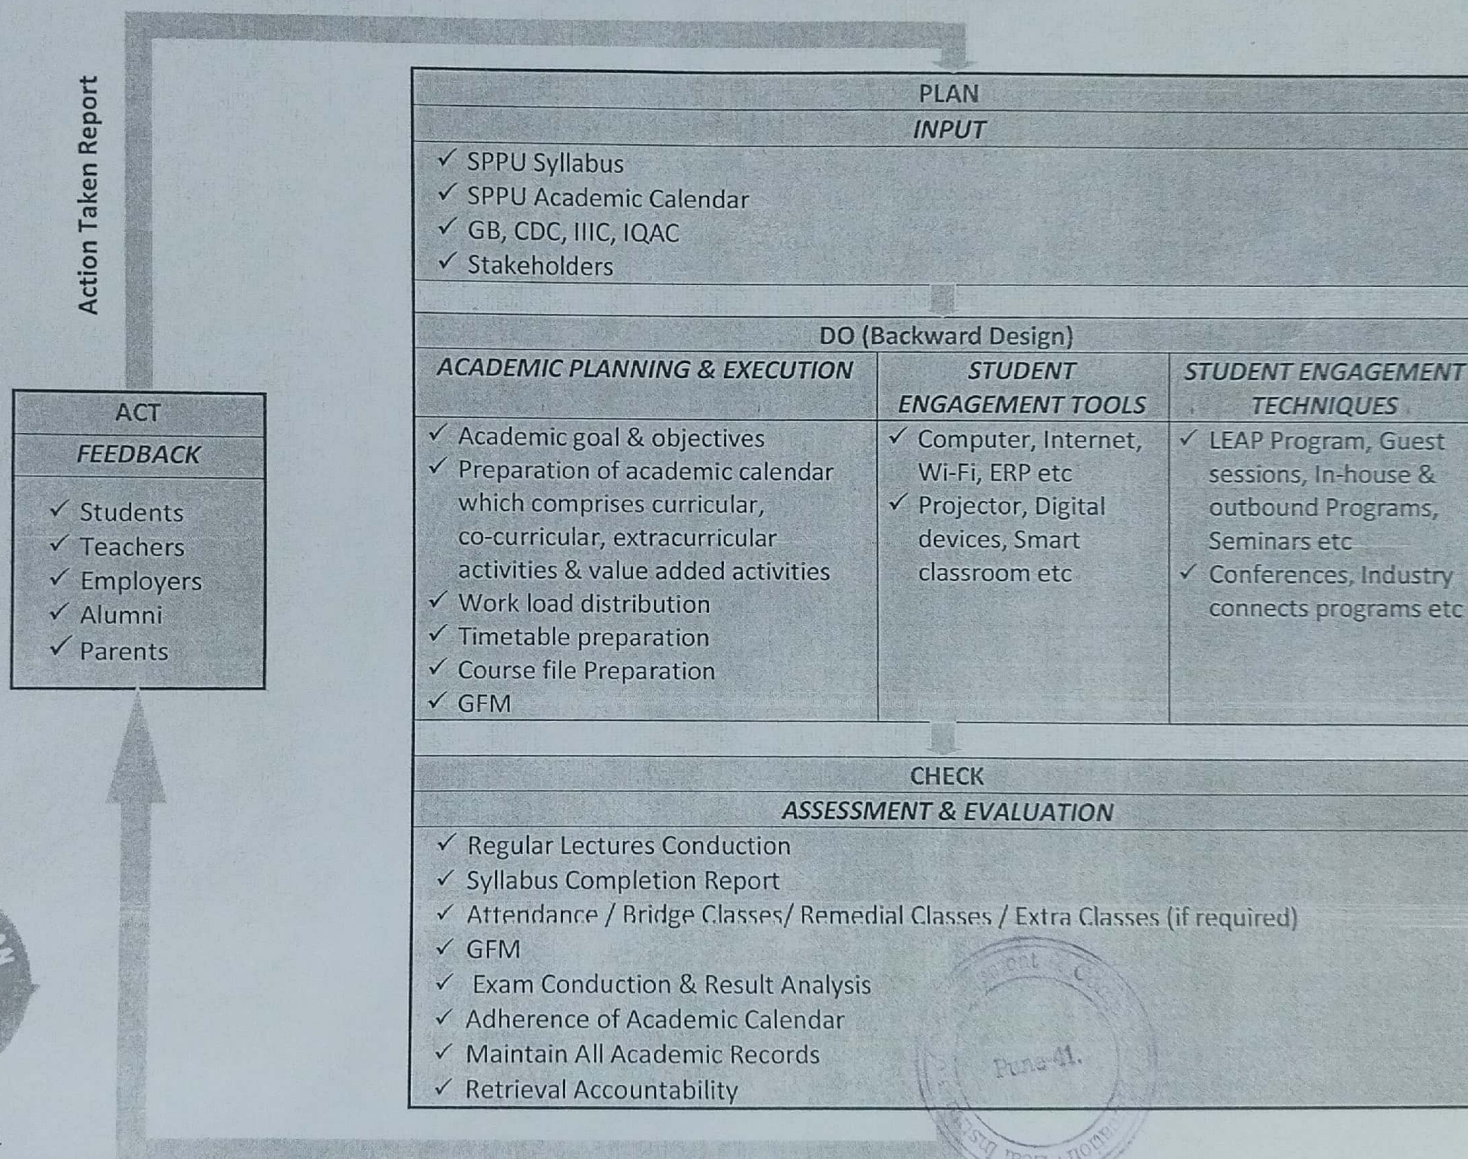 Action Taken Report
PLAN
INPUT
✓ SPPU Syllabus
✓ SPPU Academic Calendar
✓ GB, CDC, IIIC, IQAC
✓ Stakeholders
DO (Backward Design)
ACADEMIC PLANNING & EXECUTION
✓ Academic goal & objectives
✓ Preparation of academic calendar
which comprises curricular,
co-curricular, extracurricular
activities & value added activities
✓ Work load distribution
✓ Timetable preparation
✓ Course file Preparation
✓ GFM
STUDENT
ENGAGEMENT TOOLS
✓ Computer, Internet,
Wi-Fi, ERP etc
✓ Projector, Digital
devices, Smart
classroom etc
STUDENT ENGAGEMENT
TECHNIQUES
✓ LEAP Program, Guest
sessions, In-house &
outbound Programs,
Seminars etc
✓ Conferences, Industry
connects programs etc
ACT
FEEDBACK
✓ Students
✓ Teachers
✓ Employers
✓ Alumni
✓ Parents
CHECK
ASSESSMENT & EVALUATION
✓ Regular Lectures Conduction
✓ Syllabus Completion Report
✓ Attendance / Bridge Classes/ Remedial Classes / Extra Classes (if required)
✓ GFM
✓ Exam Conduction & Result Analysis
✓ Adherence of Academic Calendar
✓ Maintain All Academic Records
✓ Retrieval Accountability
Pune-41.